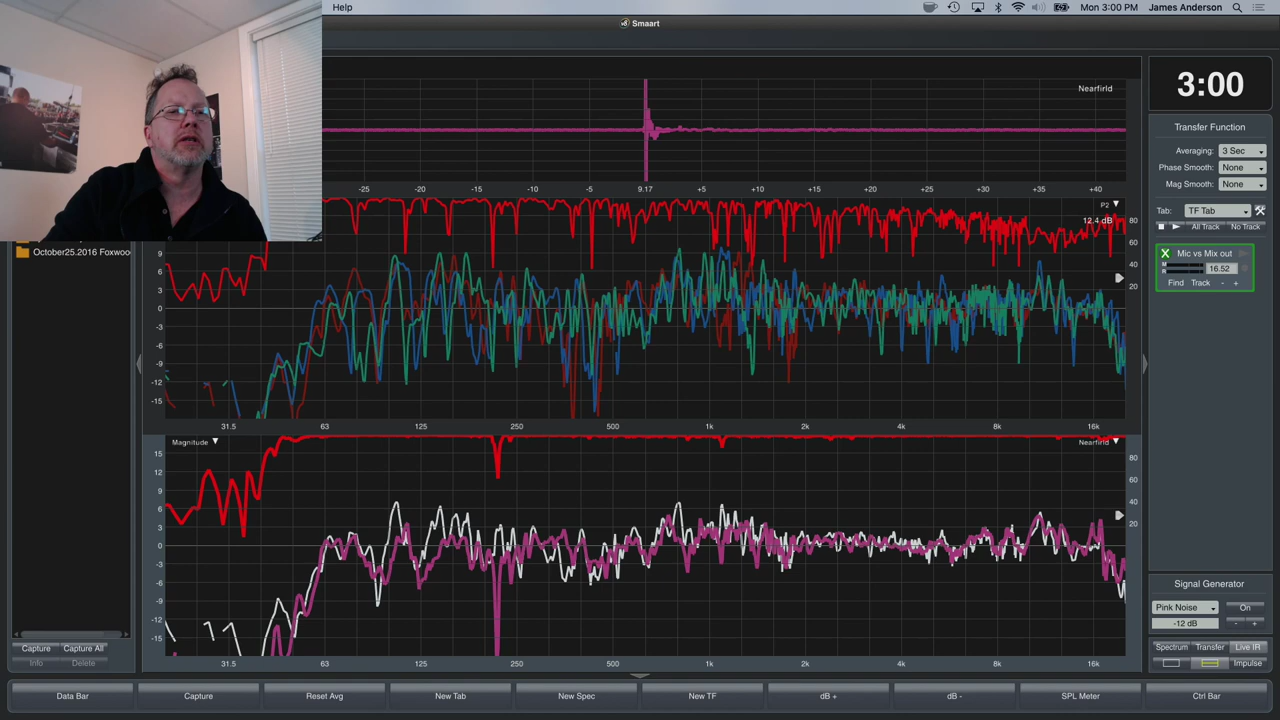 Help
Mon 3:00 PM James Anderson
Smaart
3:00
Nearfirld
-25 -20 -15 -10 -5 9.17 +5 +10 +15 +20 +25 +30 +35 +40
Transfer Function
Averaging: 3 Sec
Phase Smooth: None
Mag Smooth: None
Tab: TF Tab
All Track No Track
X Mic vs Mix out
M
R
16.52
Find Track - +
October25.2016 Foxwoo
P2
12.4 dB
9
6
3
0
-3
-6
-9
-12
-15
80
60
40
20
31.5 63 125 250 500 1k 2k 4k 8k 16k
Magnitude
Nearfirld
15
12
9
6
3
0
-3
-6
-9
-12
-15
80
60
40
20
31.5 63 125 250 500 1k 2k 4k 8k 16k
Signal Generator
Pink Noise On
-12 dB - +
Spectrum Transfer Live IR
Impulse
Capture Capture All
Info Delete
Data Bar Capture Reset Avg New Tab New Spec New TF dB + dB - SPL Meter Ctrl Bar